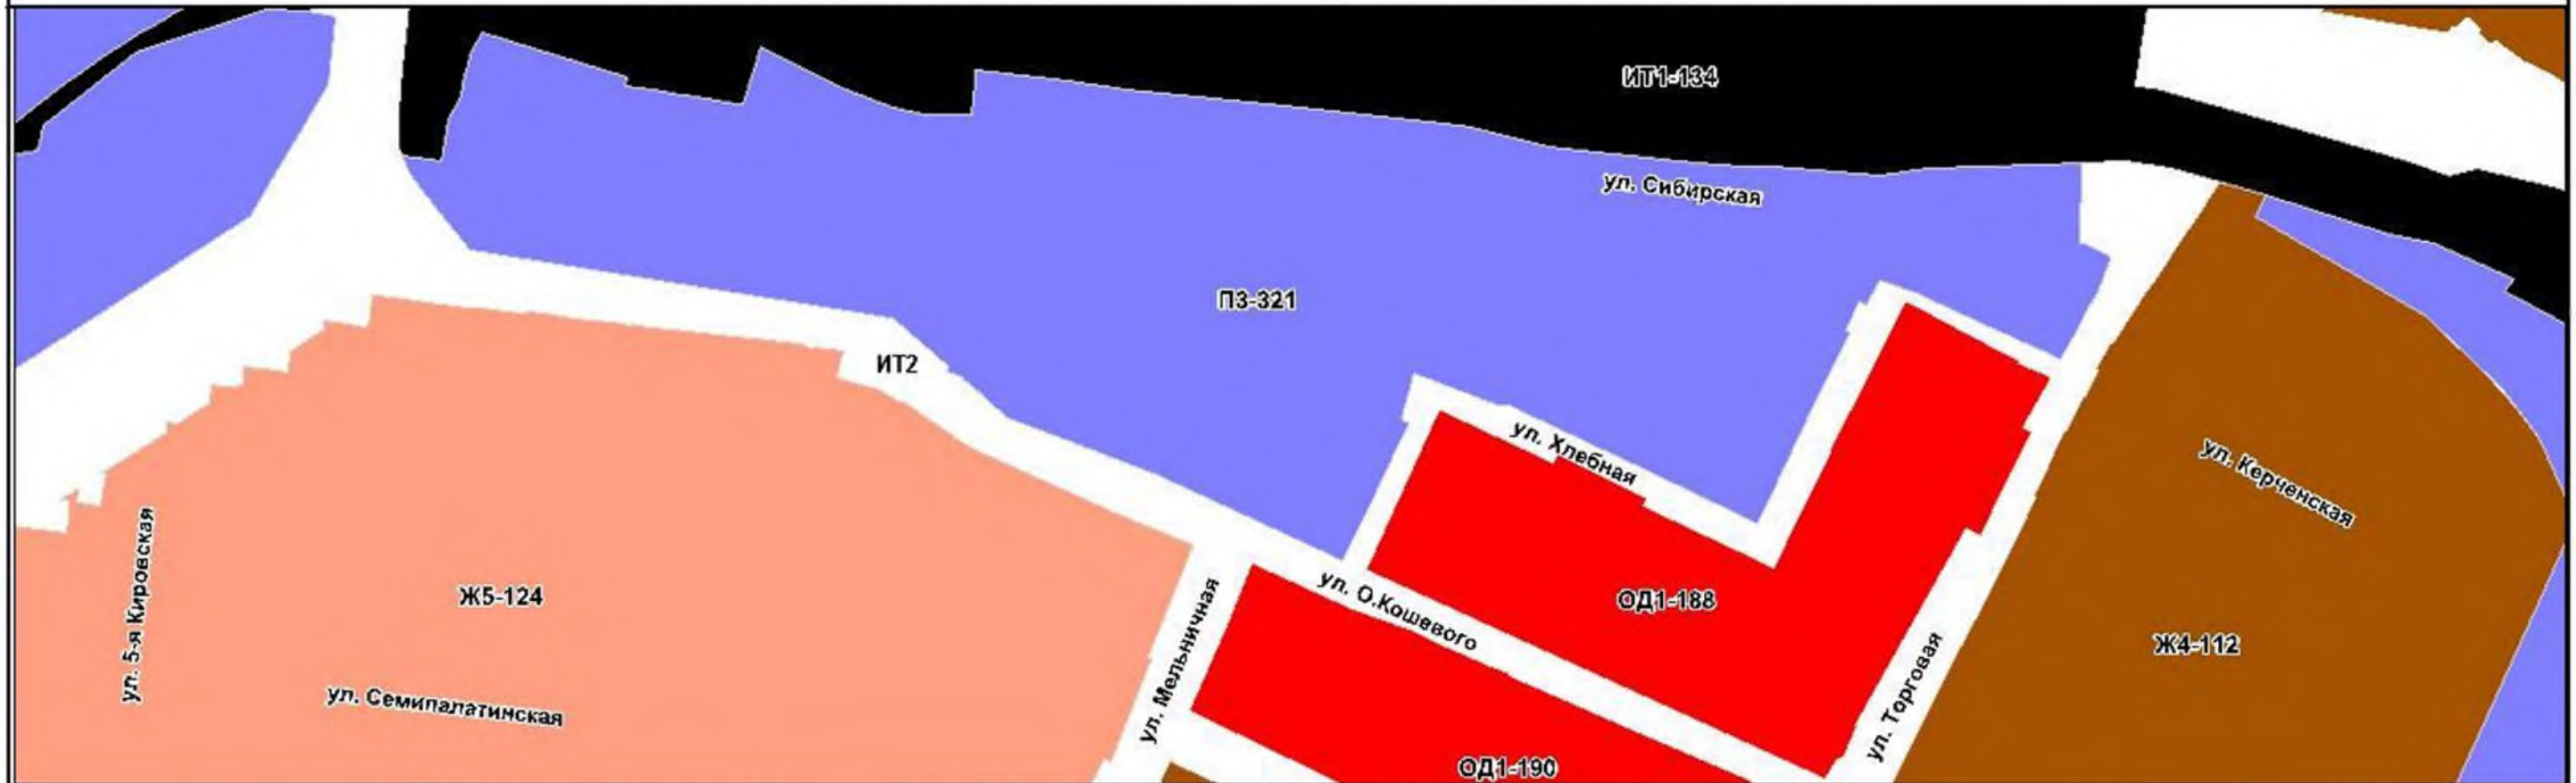 ИТ1-134
ул. Сибирская
П3-321
ИТ2
ул. Хлебная
ул. Керченская
ул. 5-я Кировская
Ж5-124
ул. О.Кошевого
ОД1-188
ул. Мельничная
ул. Торговая
Ж4-112
ул. Семипалатинская
ОД1-190